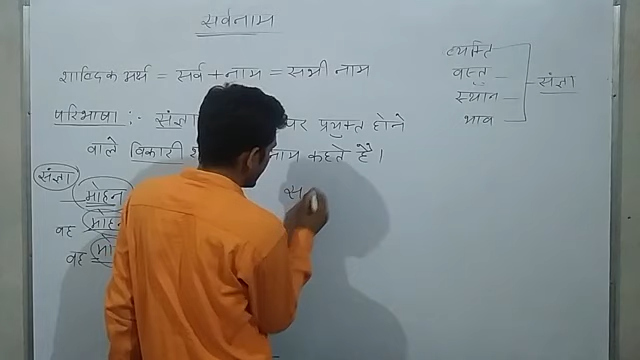 सर्वनाम
शाब्दिक अर्थ = सर्व + नाम = सभी नाम
परिभाषा :- संज्ञा पर प्रयुक्त होने
वाले विकारी नाम कहते हैं।
व्यक्ति
वस्तु
स्थान
भाव
संज्ञा
संज्ञा
मोहन
वह मोहन
वह मो
स